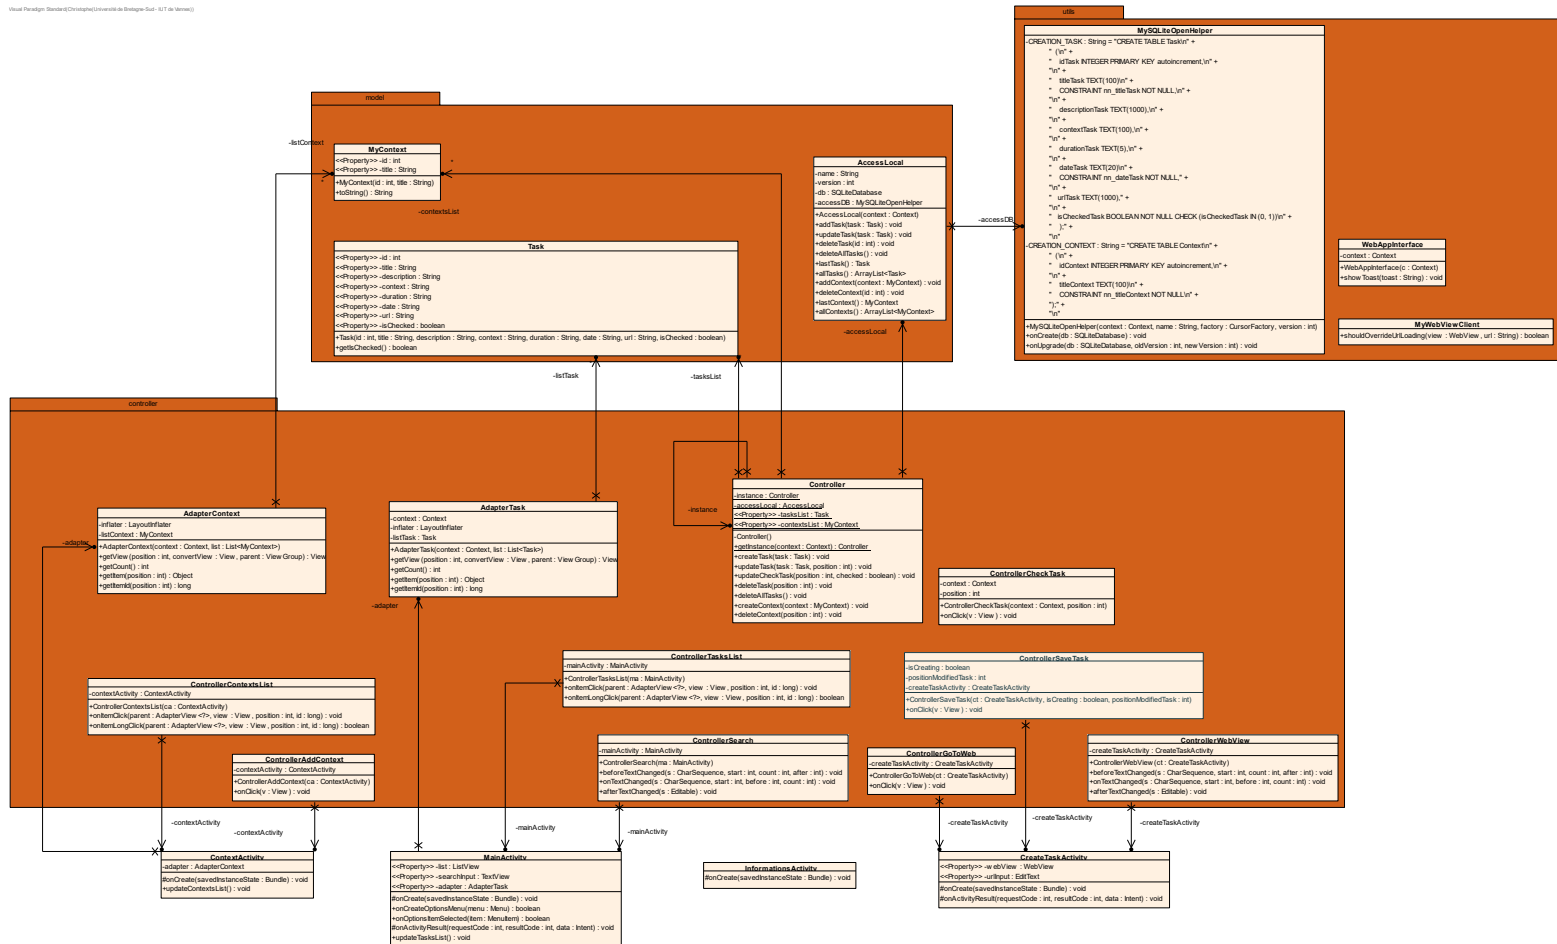 Visual Paradigm Standard(Christophe(Université de Bretagne-Sud - IUT de Vannes))
utils
MySQLiteOpenHelper
-CREATION_TASK : String = "CREATE TABLE Task\n" +
" (\n" +
" idTask INTEGER PRIMARY KEY autoincrement,\n" +
"\n" +
" titleTask TEXT(100)\n" +
" CONSTRAINT nn_titleTask NOT NULL,\n" +
"\n" +
" descriptionTask TEXT(1000),\n" +
"\n" +
" contextTask TEXT(100),\n" +
"\n" +
" durationTask TEXT(5),\n" +
"\n" +
" dateTask TEXT(20)\n" +
" CONSTRAINT nn_dateTask NOT NULL," +
"\n" +
" urlTask TEXT(1000)," +
"\n" +
" isCheckedTask BOOLEAN NOT NULL CHECK (isCheckedTask IN (0, 1))\n" +
" );" +
"\n"
-CREATION_CONTEXT : String = "CREATE TABLE Context\n" +
" (\n" +
" idContext INTEGER PRIMARY KEY autoincrement,\n" +
"\n" +
" titleContext TEXT(100)\n" +
" CONSTRAINT nn_titleContext NOT NULL\n" +
");" +
"\n"
+MySQLiteOpenHelper(context : Context, name : String, factory : CursorFactory, version : int)
+onCreate(db : SQLiteDatabase) : void
+onUpgrade(db : SQLiteDatabase, oldVersion : int, newVersion : int) : void
WebAppInterface
-context : Context
+WebAppInterface(c : Context)
+showToast(toast : String) : void
MyWebViewClient
+shouldOverrideUrlLoading(view : WebView, url : String) : boolean
model
-listContext
MyContext
<<Property>> -id : int
<<Property>> -title : String
+MyContext(id : int, title : String)
+toString() : String
*
*
-contextsList
AccessLocal
-name : String
-version : int
-db : SQLiteDatabase
-accessDB : MySQLiteOpenHelper
+AccessLocal(context : Context)
+addTask(task : Task) : void
+updateTask(task : Task) : void
+deleteTask(id : int) : void
+deleteAllTasks() : void
+lastTask() : Task
+allTasks() : ArrayList<Task>
+addContext(context : MyContext) : void
+deleteContext(id : int) : void
+lastContext() : MyContext
+allContexts() : ArrayList<MyContext>
-accessDB
-accessLocal
Task
<<Property>> -id : int
<<Property>> -title : String
<<Property>> -description : String
<<Property>> -context : String
<<Property>> -duration : String
<<Property>> -date : String
<<Property>> -url : String
<<Property>> -isChecked : boolean
+Task(id : int, title : String, description : String, context : String, duration : String, date : String, url : String, isChecked : boolean)
+getIsChecked() : boolean
-listTask
-tasksList
controller
AdapterContext
-inflater : LayoutInflater
-listContext : MyContext
+AdapterContext(context : Context, list : List<MyContext>)
+getView(position : int, convertView : View, parent : ViewGroup) : View
+getCount() : int
+getItem(position : int) : Object
+getItemId(position : int) : long
-adapter
AdapterTask
-context : Context
-inflater : LayoutInflater
-listTask : Task
+AdapterTask(context : Context, list : List<Task>)
+getView(position : int, convertView : View, parent : ViewGroup) : View
+getCount() : int
+getItem(position : int) : Object
+getItemId(position : int) : long
-adapter
-instance
Controller
-instance : Controller
-accessLocal : AccessLocal
<<Property>> -tasksList : Task
<<Property>> -contextsList : MyContext
-Controller()
+getInstance(context : Context) : Controller
+createTask(task : Task) : void
+updateTask(task : Task, position : int) : void
+updateCheckTask(position : int, checked : boolean) : void
+deleteTask(position : int) : void
+deleteAllTasks() : void
+createContext(context : MyContext) : void
+deleteContext(position : int) : void
ControllerCheckTask
-context : Context
-position : int
+ControllerCheckTask(context : Context, position : int)
+onClick(v : View) : void
ControllerTasksList
-mainActivity : MainActivity
+ControllerTasksList(ma : MainActivity)
+onItemClick(parent : AdapterView<?>, view : View, position : int, id : long) : void
+onItemLongClick(parent : AdapterView<?>, view : View, position : int, id : long) : boolean
ControllerSaveTask
-isCreating : boolean
-positionModifiedTask : int
-createTaskActivity : CreateTaskActivity
+ControllerSaveTask(ct : CreateTaskActivity, isCreating : boolean, positionModifiedTask : int)
+onClick(v : View) : void
ControllerContextsList
-contextActivity : ContextActivity
+ControllerContextsList(ca : ContextActivity)
+onItemClick(parent : AdapterView<?>, view : View, position : int, id : long) : void
+onItemLongClick(parent : AdapterView<?>, view : View, position : int, id : long) : boolean
ControllerAddContext
-contextActivity : ContextActivity
+ControllerAddContext(ca : ContextActivity)
+onClick(v : View) : void
ControllerSearch
-mainActivity : MainActivity
+ControllerSearch(ma : MainActivity)
+beforeTextChanged(s : CharSequence, start : int, count : int, after : int) : void
+onTextChanged(s : CharSequence, start : int, before : int, count : int) : void
+afterTextChanged(s : Editable) : void
ControllerGoToWeb
-createTaskActivity : CreateTaskActivity
+ControllerGoToWeb(ct : CreateTaskActivity)
+onClick(v : View) : void
ControllerWebView
-createTaskActivity : CreateTaskActivity
+ControllerWebView(ct : CreateTaskActivity)
+beforeTextChanged(s : CharSequence, start : int, count : int, after : int) : void
+onTextChanged(s : CharSequence, start : int, before : int, count : int) : void
+afterTextChanged(s : Editable) : void
-contextActivity
-contextActivity
-mainActivity
-mainActivity
-createTaskActivity
-createTaskActivity
-createTaskActivity
ContextActivity
-adapter : AdapterContext
#onCreate(savedInstanceState : Bundle) : void
+updateContextsList() : void
MainActivity
<<Property>> -list : ListView
<<Property>> -searchInput : TextView
<<Property>> -adapter : AdapterTask
#onCreate(savedInstanceState : Bundle) : void
+onCreateOptionsMenu(menu : Menu) : boolean
+onOptionsItemSelected(item : MenuItem) : boolean
#onActivityResult(requestCode : int, resultCode : int, data : Intent) : void
+updateTasksList() : void
InformationsActivity
#onCreate(savedInstanceState : Bundle) : void
CreateTaskActivity
<<Property>> -webView : WebView
<<Property>> -urlInput : EditText
#onCreate(savedInstanceState : Bundle) : void
#onActivityResult(requestCode : int, resultCode : int, data : Intent) : void